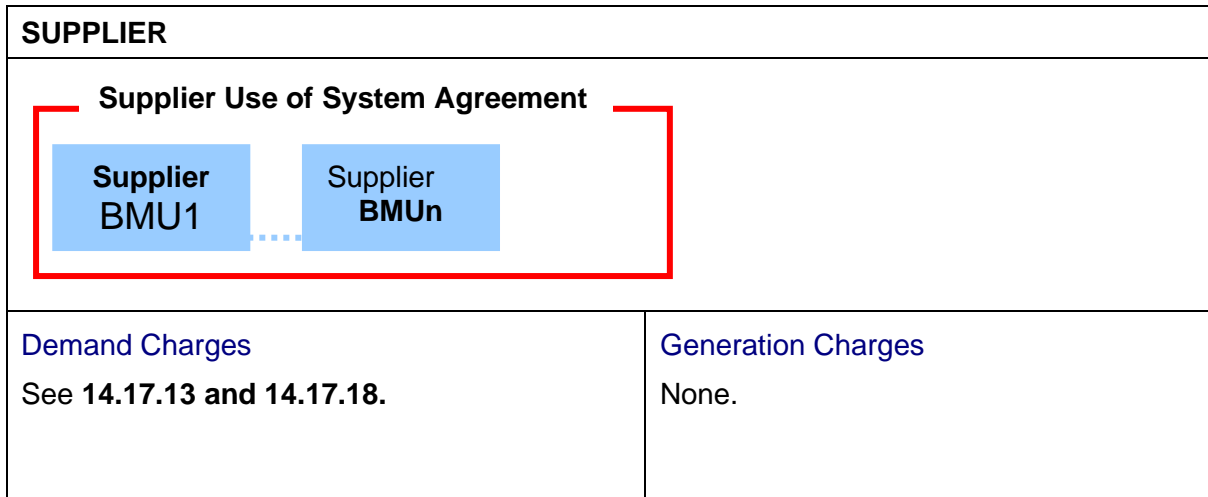 SUPPLIER
Supplier Use of System Agreement
Supplier
BMU1
Supplier
BMUn
Demand Charges
See 14.17.13 and 14.17.18.
Generation Charges
None.